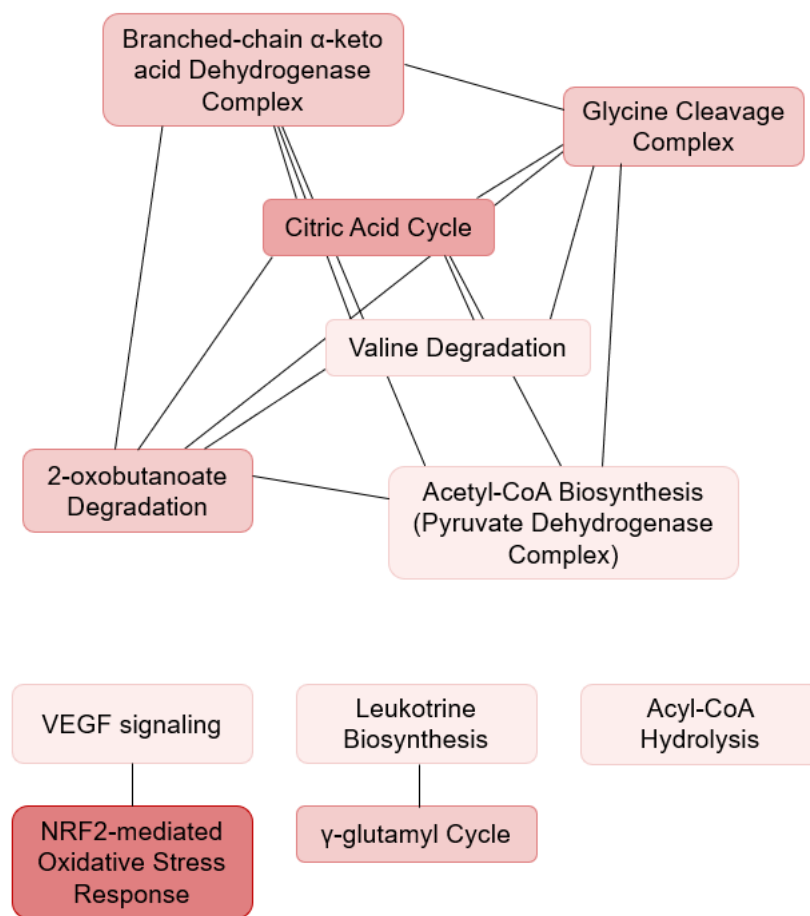 Branched-chain α-keto
acid Dehydrogenase
Complex
Glycine Cleavage
Complex
Citric Acid Cycle
Valine Degradation
2-oxobutanoate
Degradation
Acetyl-CoA Biosynthesis
(Pyruvate Dehydrogenase
Complex)
VEGF signaling
Leukotrine
Biosynthesis
Acyl-CoA
Hydrolysis
NRF2-mediated
Oxidative Stress
Response
γ-glutamyl Cycle